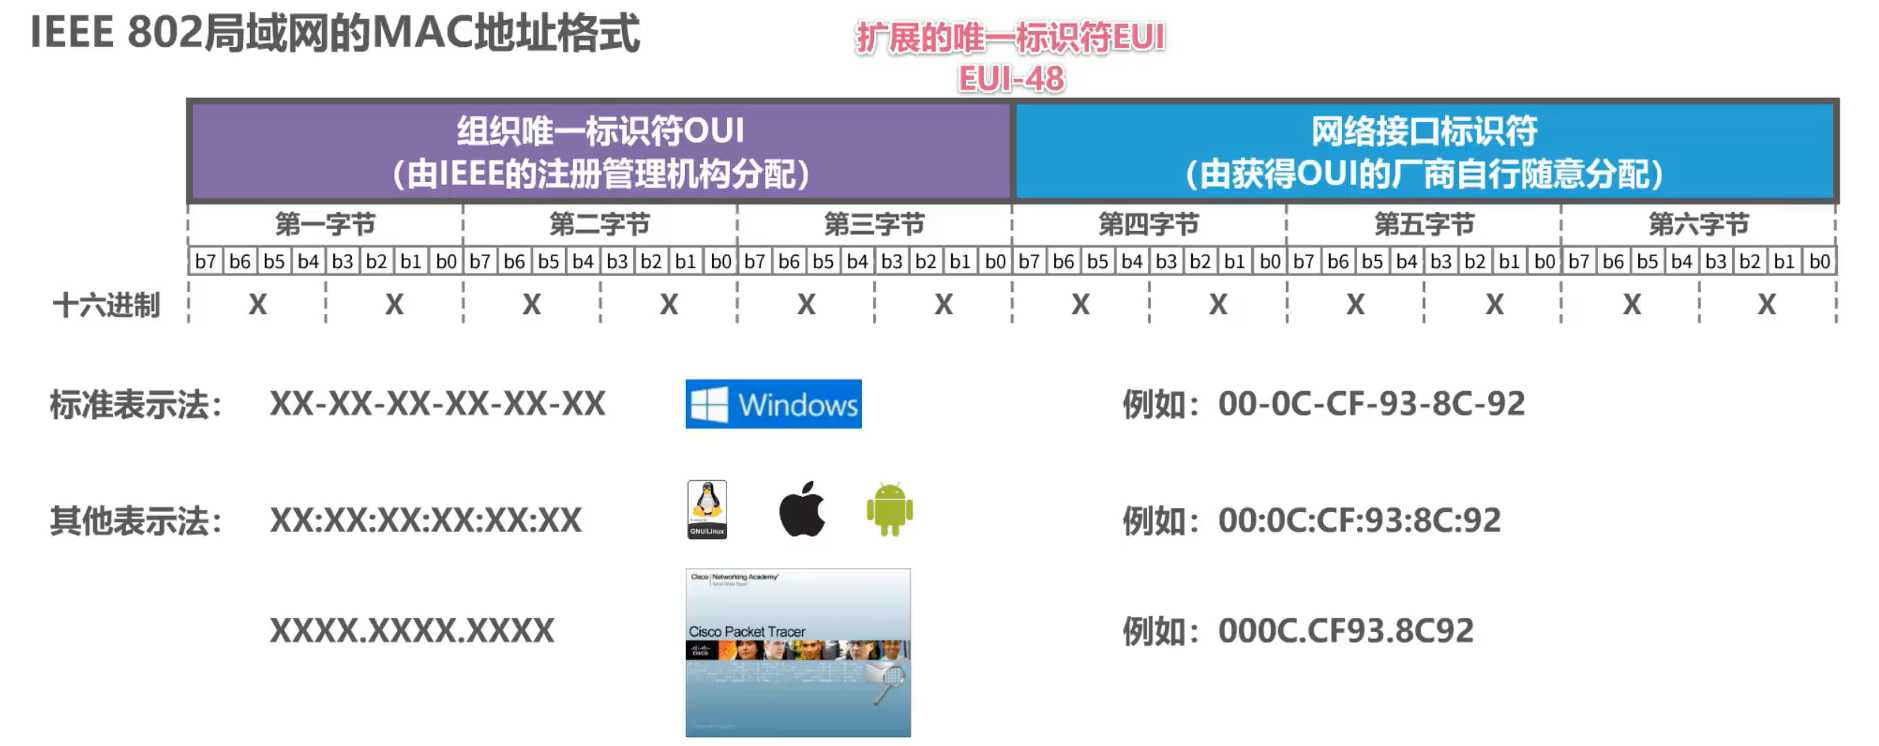 IEEE 802局域网的MAC地址格式
扩展的唯一标识符EUI
EUI-48
组织唯一标识符OUI
（由IEEE的注册管理机构分配）
网络接口标识符
（由获得OUI的厂商自行随意分配）
第一字节 第二字节 第三字节 第四字节 第五字节 第六字节
b7 b6 b5 b4 b3 b2 b1 b0 b7 b6 b5 b4 b3 b2 b1 b0 b7 b6 b5 b4 b3 b2 b1 b0 b7 b6 b5 b4 b3 b2 b1 b0 b7 b6 b5 b4 b3 b2 b1 b0 b7 b6 b5 b4 b3 b2 b1 b0
十六进制 X X X X X X X X X X X X
标准表示法： XX-XX-XX-XX-XX-XX Windows 例如：00-0C-CF-93-8C-92
其他表示法： XX:XX:XX:XX:XX:XX GNU/Linux 例如：00:0C:CF:93:8C:92
Cisco Networking Academy
XXXX.XXXX.XXXX Cisco Packet Tracer 例如：000C.CF93.8C92
CISCO